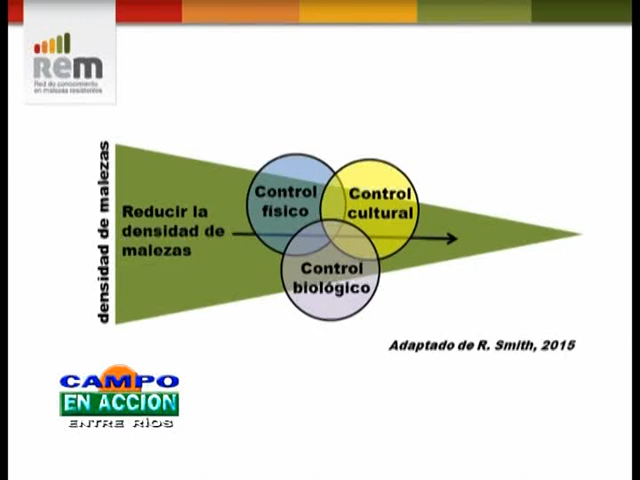 REM
Red de conocimiento
en malezas resistentes
densidad de malezas
Reducir la
densidad de
malezas
Control
físico
Control
cultural
Control
biológico
Adaptado de R. Smith, 2015
CAMPO
EN ACCION
ENTRE RÍOS